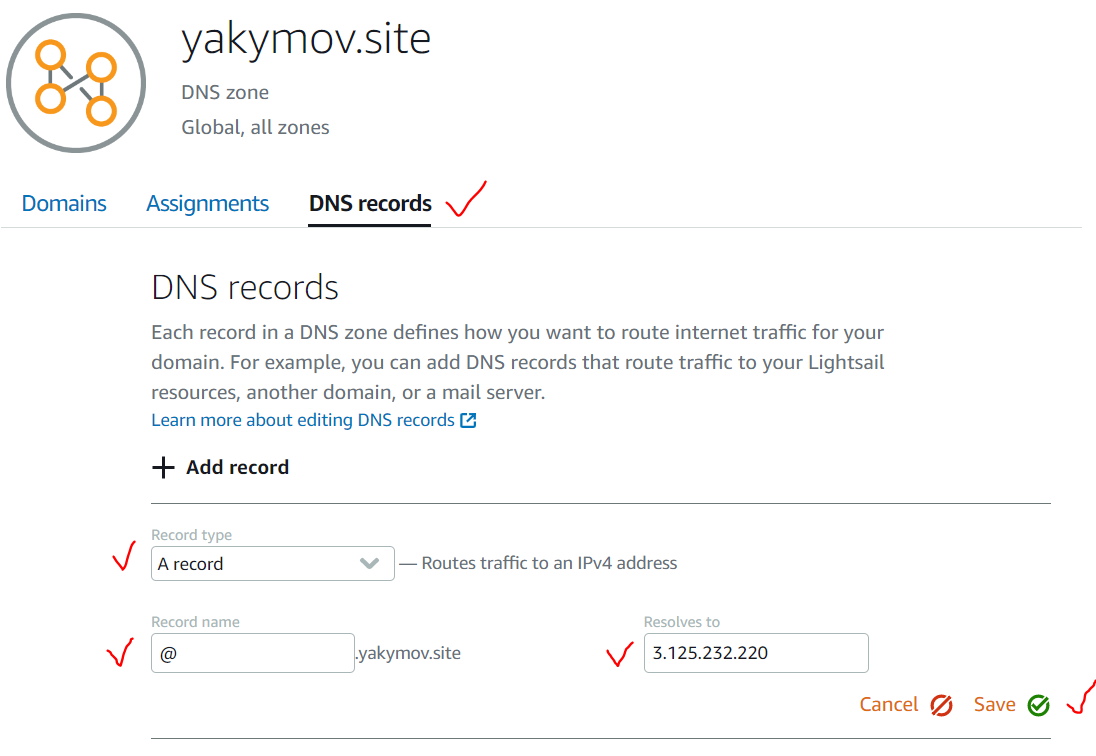 yakymov.site
DNS zone
Global, all zones
Domains Assignments DNS records
DNS records
Each record in a DNS zone defines how you want to route internet traffic for your
domain. For example, you can add DNS records that route traffic to your Lightsail
resources, another domain, or a mail server.
Learn more about editing DNS records
Add record
Record type
A record — Routes traffic to an IPv4 address
Record name Resolves to
@ .yakymov.site 3.125.232.220
Cancel Save